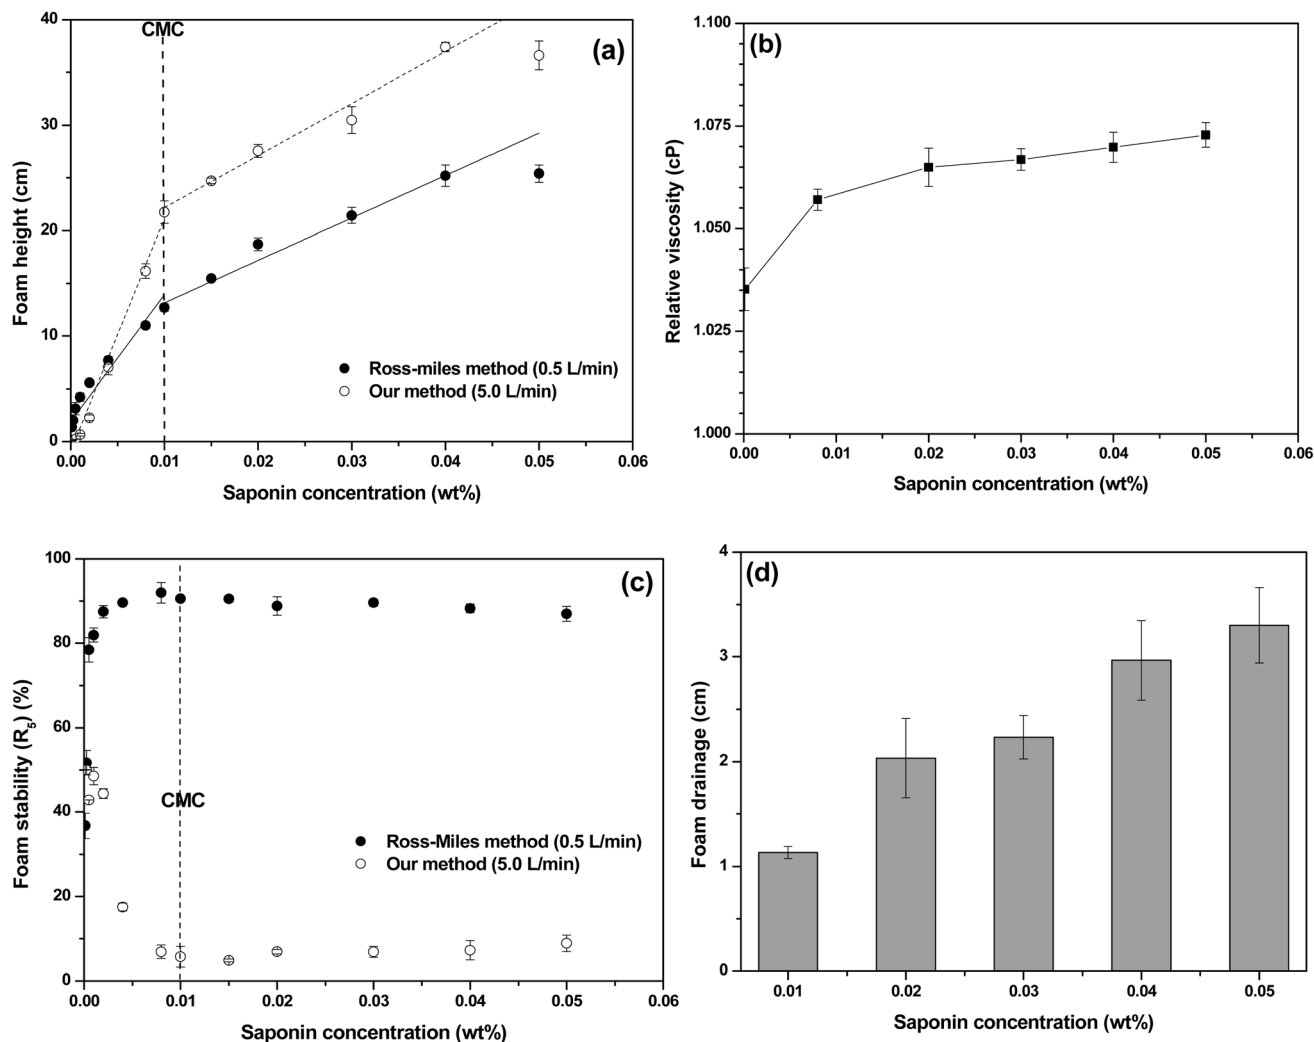 (a)
CMC
Foam height (cm)
40
30
20
10
0
Ross-miles method (0.5 L/min)
Our method (5.0 L/min)
0.00 0.01 0.02 0.03 0.04 0.05 0.06
Saponin concentration (wt%)
(b)
Relative viscosity (cP)
1.100
1.075
1.050
1.025
1.000
0.00 0.01 0.02 0.03 0.04 0.05 0.06
Saponin concentration (wt%)
(c)
Foam stability (R5) (%)
100
80
60
40
20
0
CMC
Ross-Miles method (0.5 L/min)
Our method (5.0 L/min)
0.00 0.01 0.02 0.03 0.04 0.05 0.06
Saponin concentration (wt%)
(d)
Foam drainage (cm)
4
3
2
1
0
0.01 0.02 0.03 0.04 0.05
Saponin concentration (wt%)